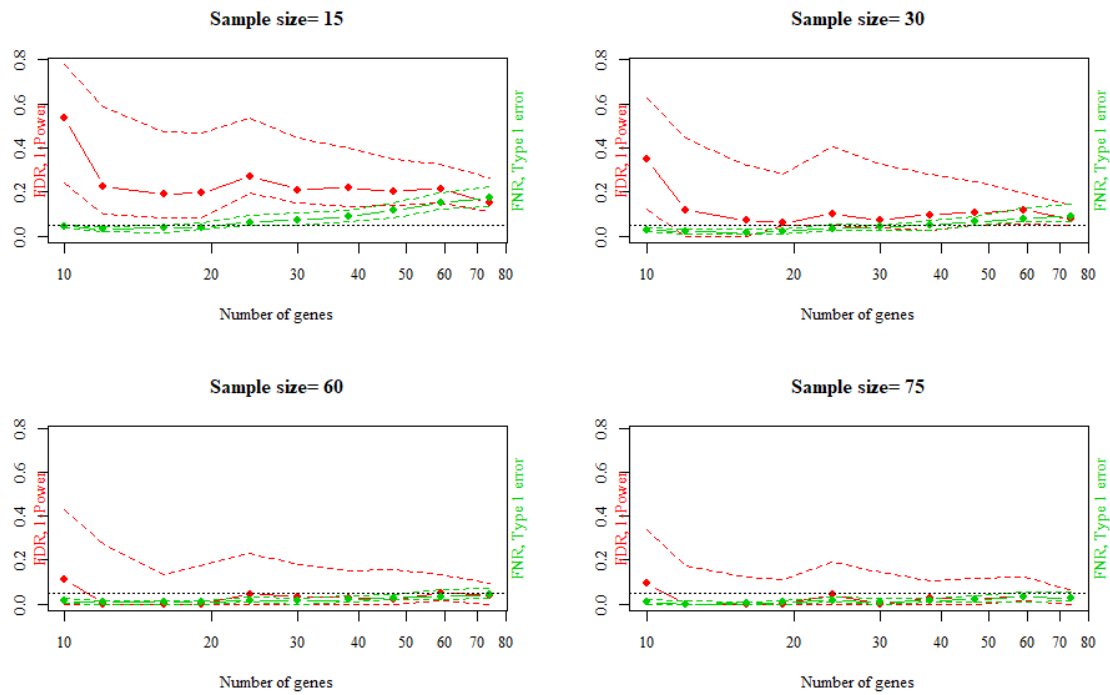 Sample size= 15
0.8
0.6
0.4
0.2
0.0
FDR, 1-Power
FNR, Type 1 error
10 20 30 40 50 60 70 80
Number of genes
Sample size= 30
0.8
0.6
0.4
0.2
0.0
FDR, 1-Power
FNR, Type 1 error
10 20 30 40 50 60 70 80
Number of genes
Sample size= 60
0.8
0.6
0.4
0.2
0.0
FDR, 1-Power
FNR, Type 1 error
10 20 30 40 50 60 70 80
Number of genes
Sample size= 75
0.8
0.6
0.4
0.2
0.0
FDR, 1-Power
FNR, Type 1 error
10 20 30 40 50 60 70 80
Number of genes